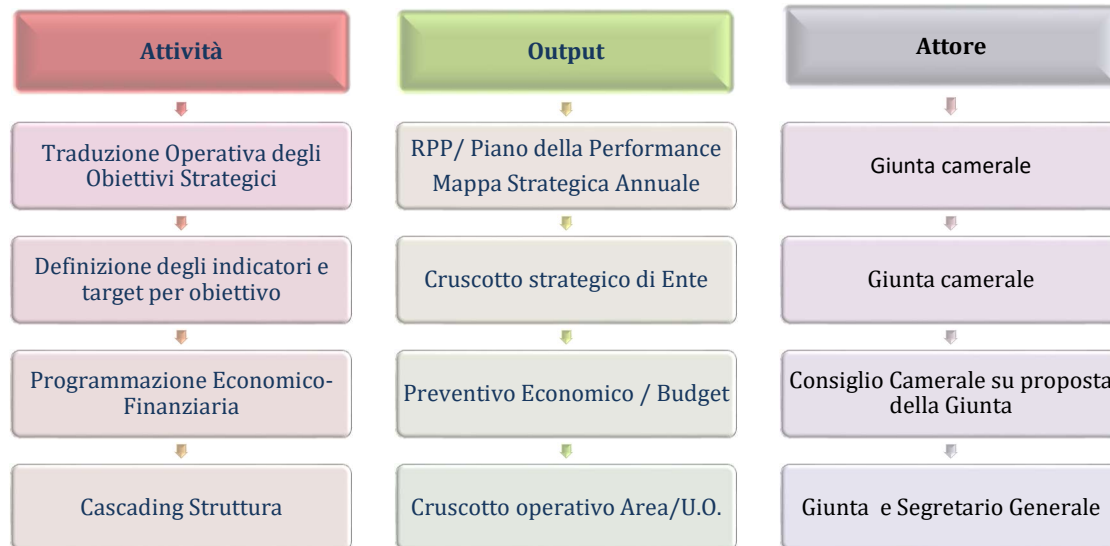 Attività
Output
Attore
Traduzione Operativa degli
Obiettivi Strategici
RPP/ Piano della Performance
Mappa Strategica Annuale
Giunta camerale
Definizione degli indicatori e
target per obiettivo
Cruscotto strategico di Ente
Giunta camerale
Programmazione Economico-
Finanziaria
Preventivo Economico / Budget
Consiglio Camerale su proposta
della Giunta
Cascading Struttura
Cruscotto operativo Area/U.O.
Giunta e Segretario Generale